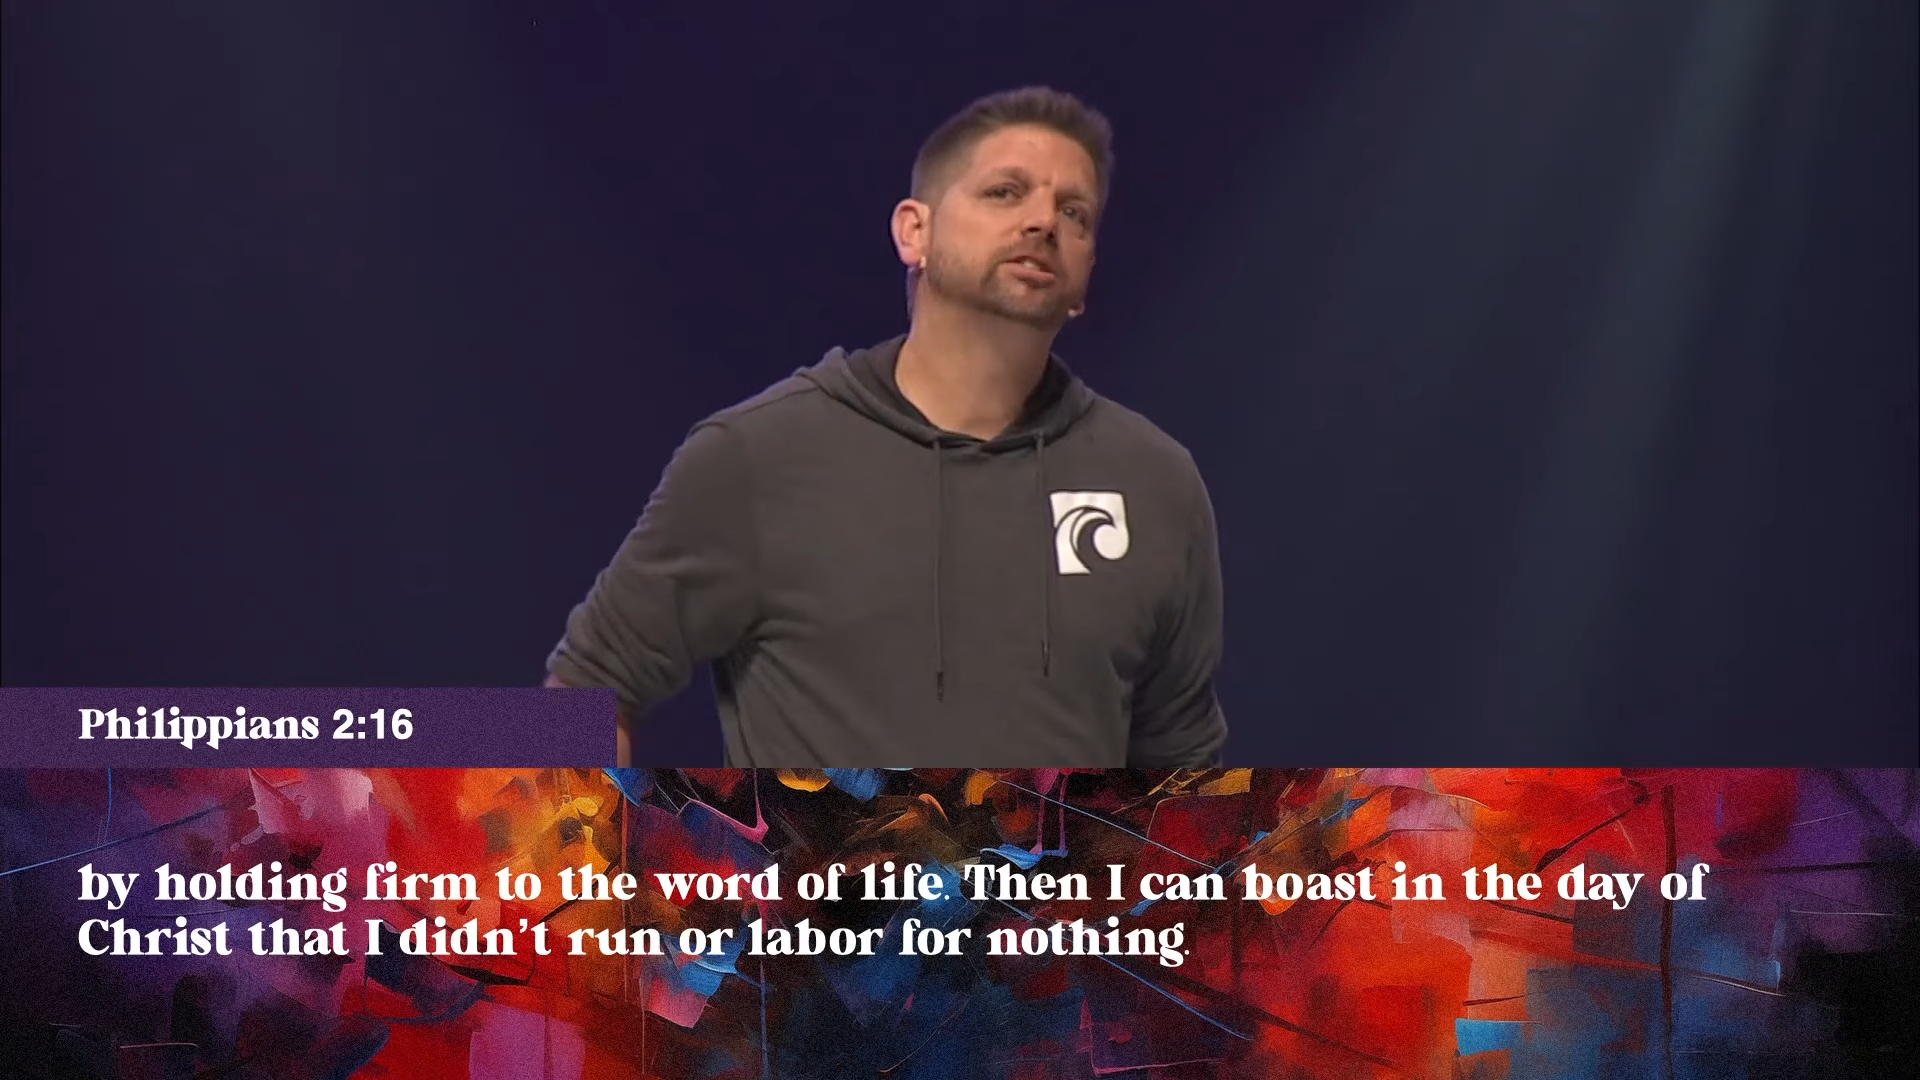 Philippians 2:16
by holding firm to the word of life. Then I can boast in the day of
Christ that I didn't run or labor for nothing.